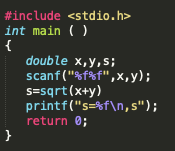 #include <stdio.h>
int main ( )
{
    double x,y,s;
    scanf("%f%f",x,y);
    s=sqrt(x+y)
    printf("s=%f\n,s");
    return 0;
}